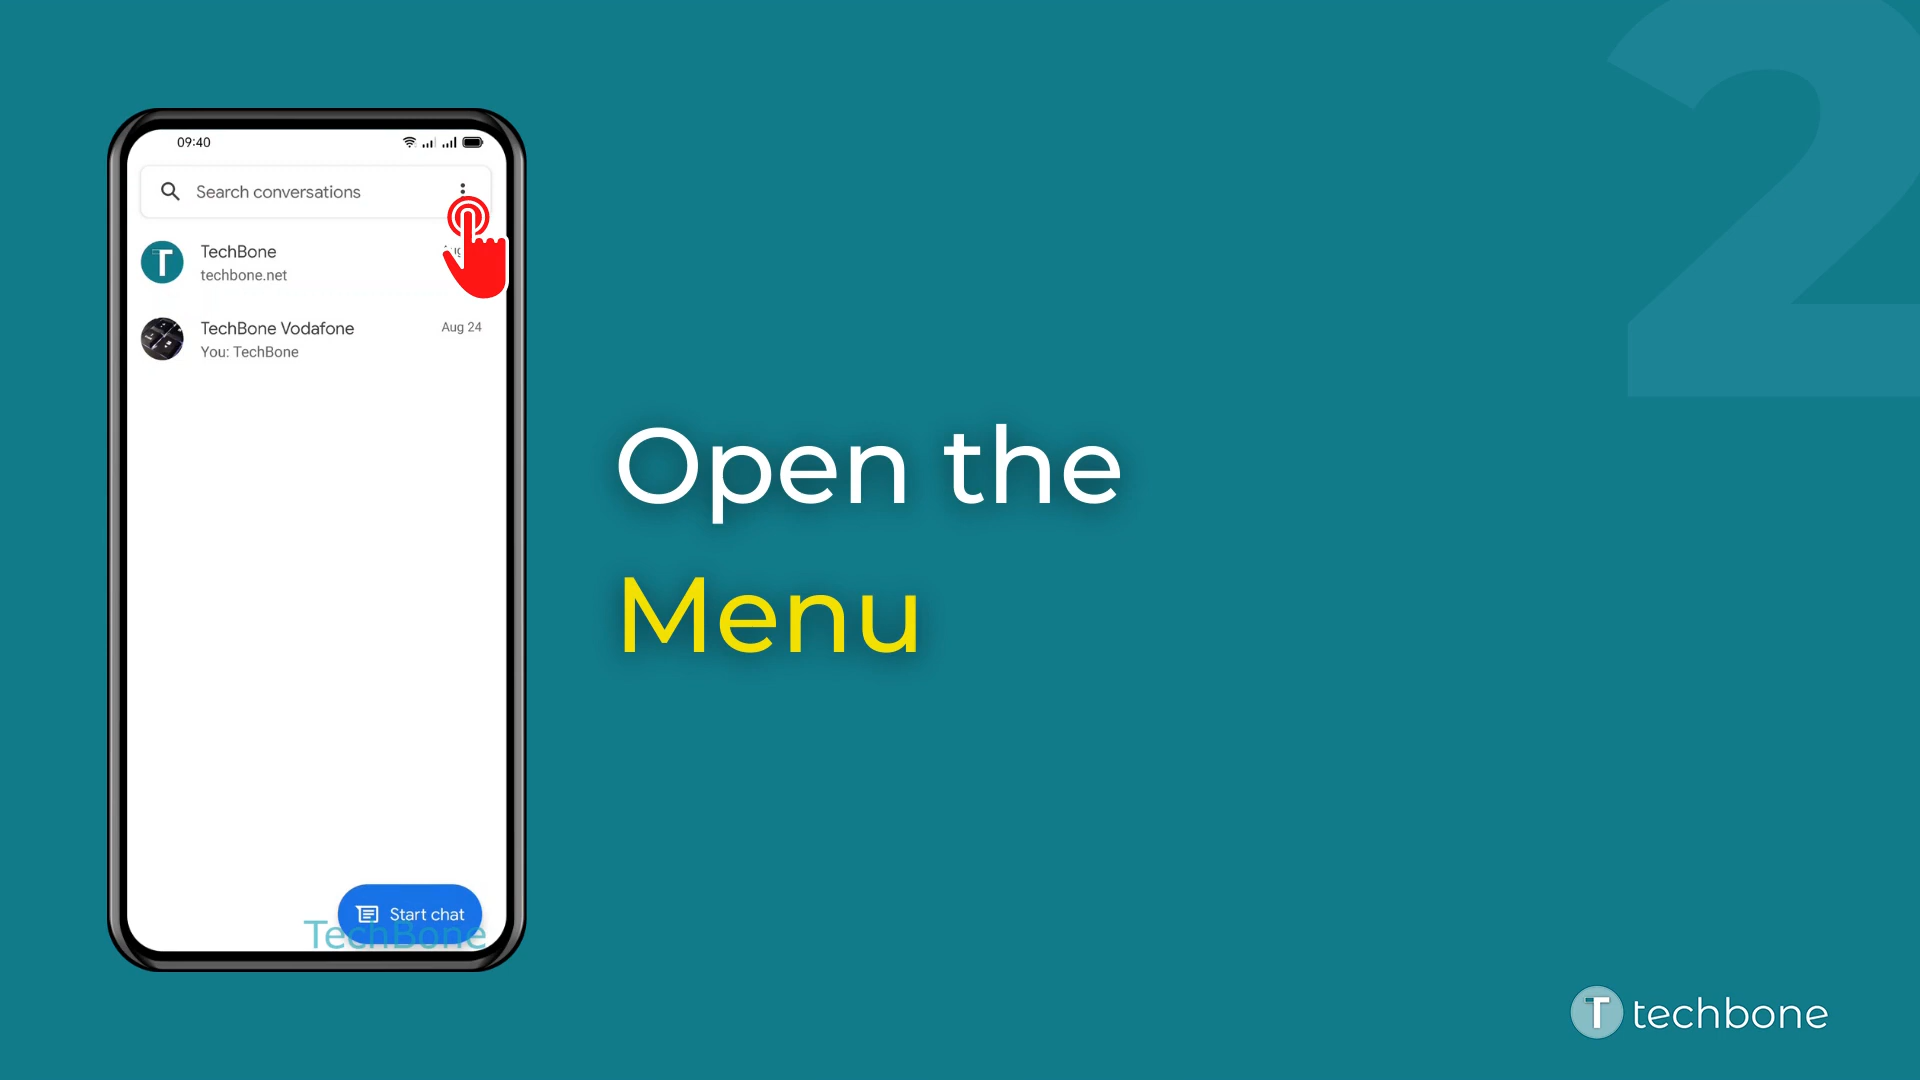 2
09:40
Search conversations
TechBone
techbone.net
TechBone Vodafone
Aug 24
You: TechBone
Open the
Menu
Start chat
TechBone
T techbone